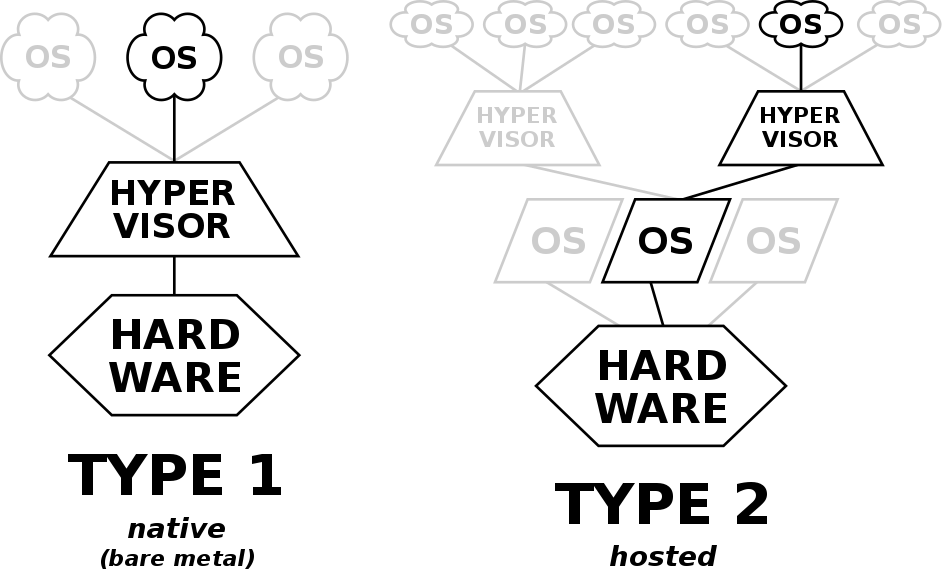 OS
OS
OS
HYPER
VISOR
HARD
WARE
TYPE 1
native
(bare metal)
OS
OS
OS
OS
OS
OS
HYPER
VISOR
HYPER
VISOR
OS
OS
OS
HARD
WARE
TYPE 2
hosted